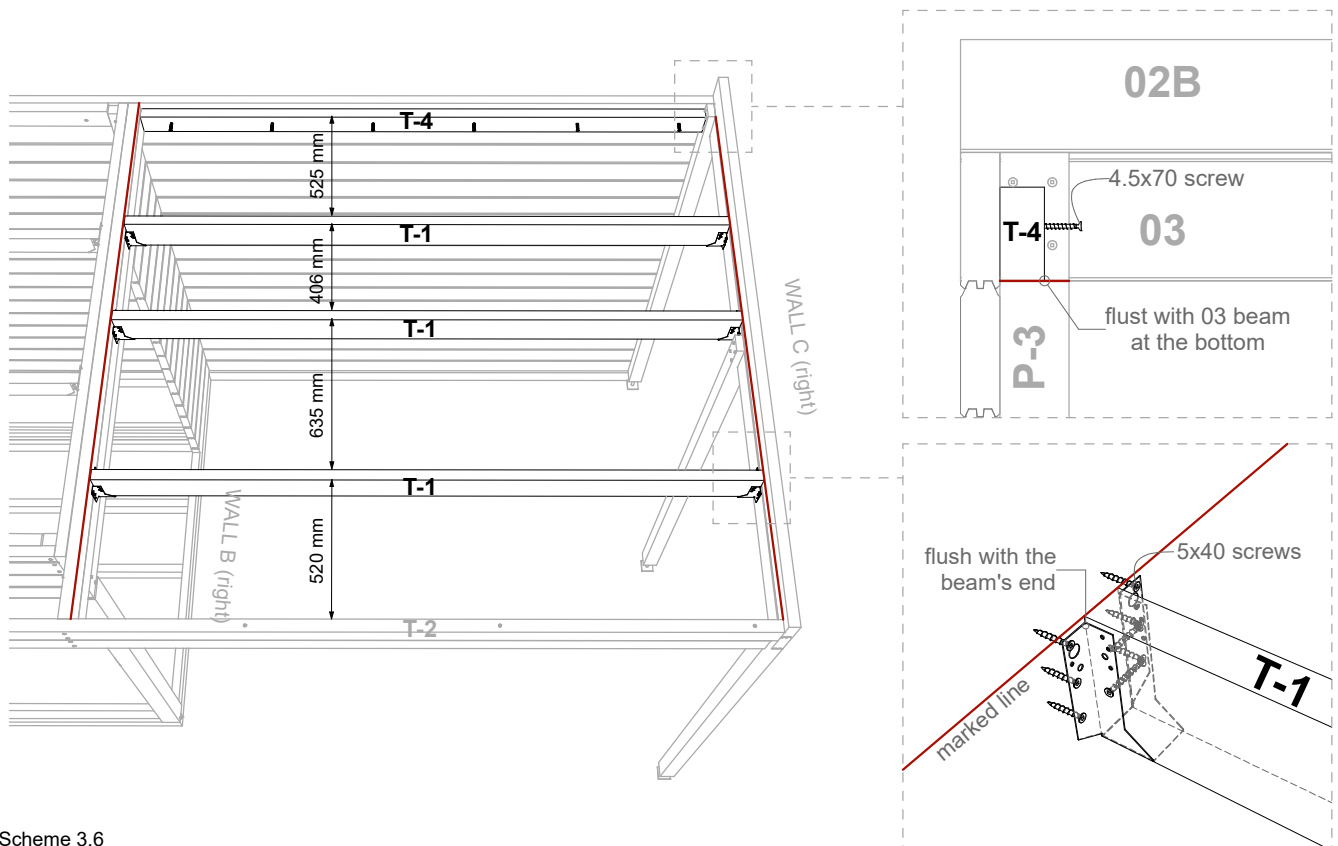 T-4
525 mm
T-1
406 mm
T-1
635 mm
T-1
520 mm
T-2
WALL B (right)
WALL C (right)
02B
4.5x70 screw
T-4
03
flust with 03 beam
at the bottom
P-3
flush with the
beam's end
5x40 screws
T-1
marked line
Scheme 3.6